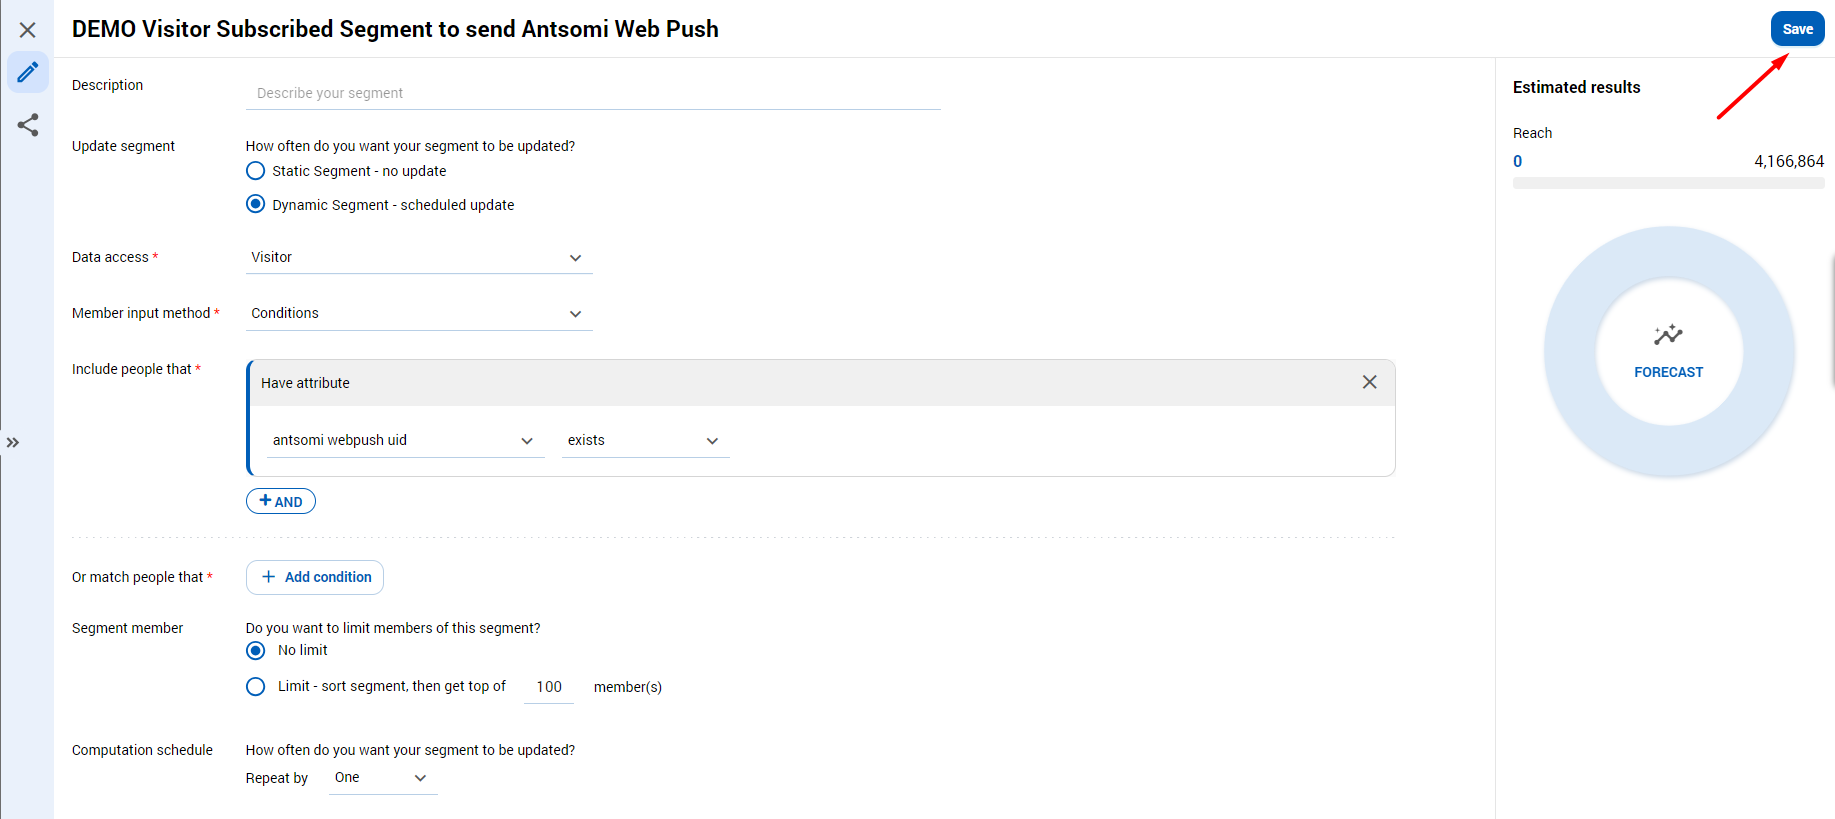 DEMO Visitor Subscribed Segment to send Antsomi Web Push
Save
Description
Describe your segment
Update segment
How often do you want your segment to be updated?
Static Segment - no update
Dynamic Segment - scheduled update
Data access *
Visitor
Member input method *
Conditions
Include people that *
Have attribute
antsomi webpush uid
exists
+ AND
Or match people that *
+ Add condition
Segment member
Do you want to limit members of this segment?
No limit
Limit - sort segment, then get top of 100 member(s)
Computation schedule
How often do you want your segment to be updated?
Repeat by One
Estimated results
Reach
0 4,166,864
FORECAST